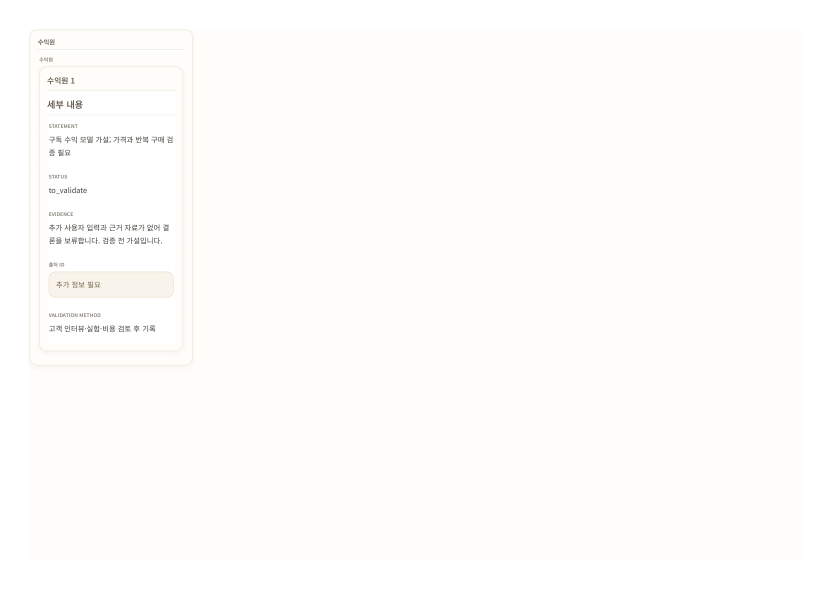 수익원
수익원
수익원 1
세부 내용
STATEMENT
구독 수익 모델 가설; 가격과 반복 구매 검
증 필요
STATUS
to_validate
EVIDENCE
추가 사용자 입력과 근거 자료가 없어 결
론을 보류합니다. 검증 전 가설입니다.
출처 ID
추가 정보 필요
VALIDATION METHOD
고객 인터뷰·실험·비용 검토 후 기록